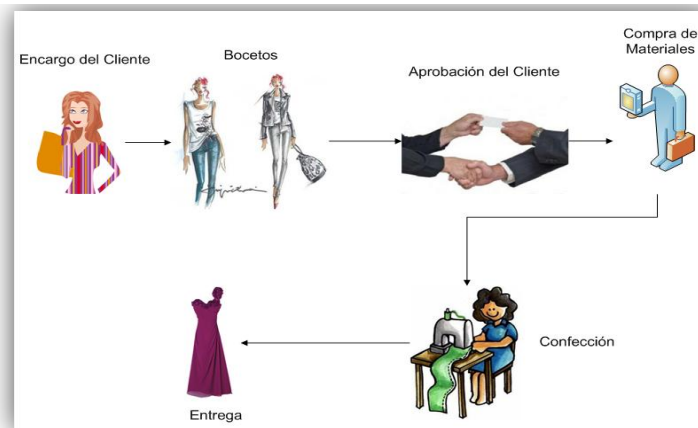 Encargo del Cliente
Bocetos
Aprobación del Cliente
Compra de
Materiales
Confección
Entrega